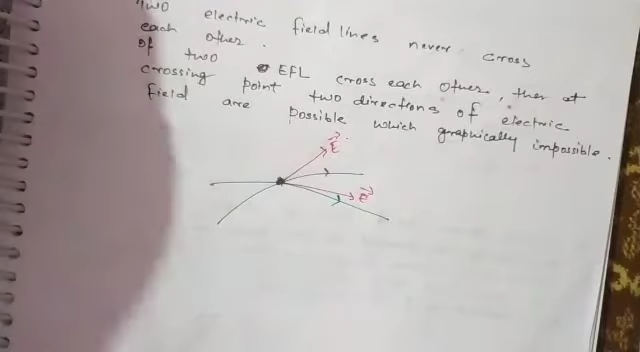 Two electric field lines never cross
each other.
If two EFL cross each other, then at
crossing point two directions of electric
field are possible which graphically impossible.
E
E